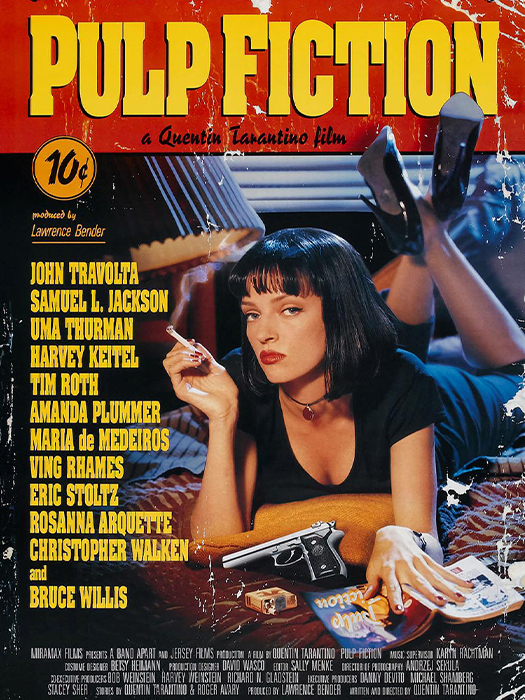 PULP FICTION
a Quentin Tarantino film
10¢
produced by
Lawrence Bender
JOHN TRAVOLTA
SAMUEL L. JACKSON
UMA THURMAN
HARVEY KEITEL
TIM ROTH
AMANDA PLUMMER
MARIA de MEDEIROS
VING RHAMES
ERIC STOLTZ
ROSANNA ARQUETTE
CHRISTOPHER WALKEN
and
BRUCE WILLIS
Pulp
Fiction
MIRAMAX FILMS PRESENTS A BAND APART AND JERSEY FILMS PRODUCTION A FILM BY QUENTIN TARANTINO PULP FICTION MUSIC SUPERVISOR KARYN RACHTMAN
COSTUME DESIGNER BETSY HEIMANN PRODUCTION DESIGNER DAVID WASCO EDITOR SALLY MENKE DIRECTOR OF PHOTOGRAPHY ANDRZEJ SEKULA
CO-EXECUTIVE PRODUCERS BOB WEINSTEIN HARVEY WEINSTEIN RICHARD N. GLADSTEIN EXECUTIVE PRODUCERS DANNY DEVITO MICHAEL SHAMBERG
STACEY SHER STORIES BY QUENTIN TARANTINO & ROGER AVARY PRODUCED BY LAWRENCE BENDER WRITTEN AND DIRECTED BY QUENTIN TARANTINO